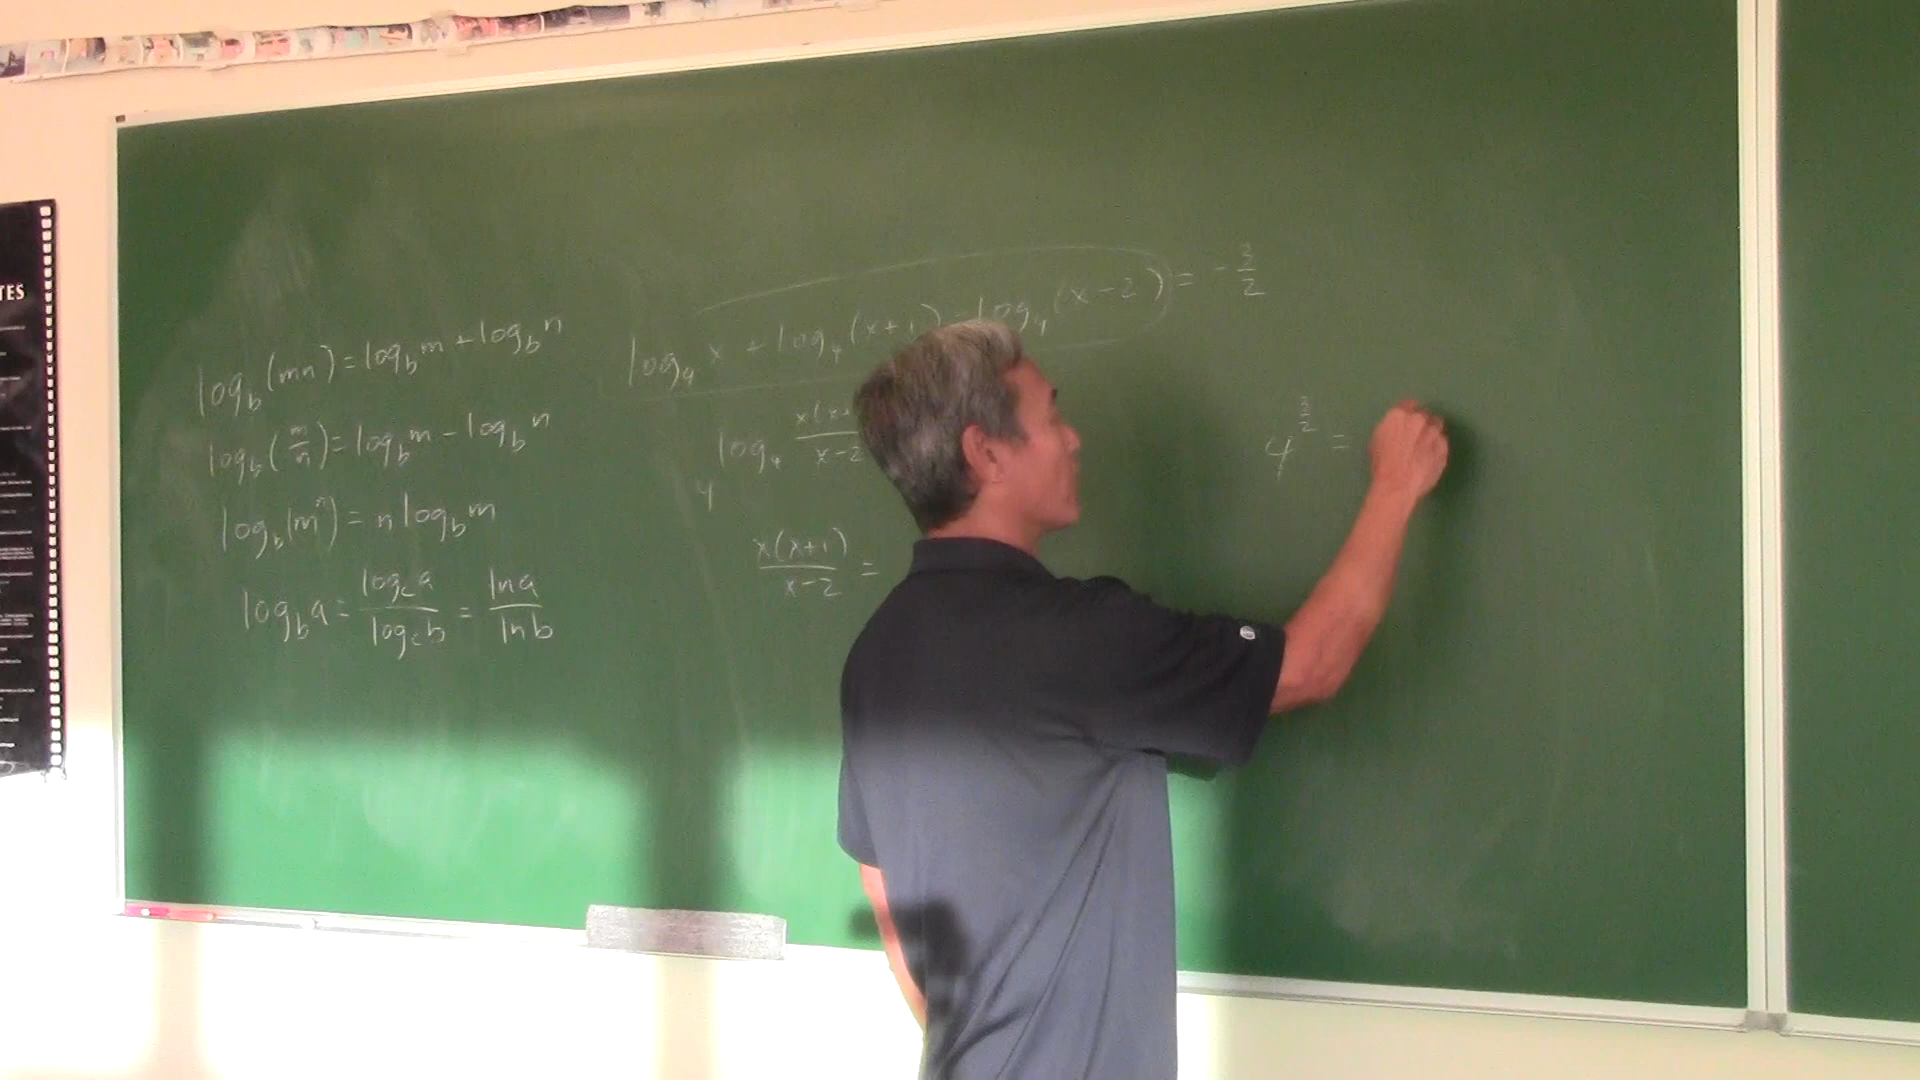 TES
log_b (mn) = log_b m + log_b n
log_b (m/n) = log_b m - log_b n
log_b (m^n) = n log_b m
log_b a = log_c a / log_c b = ln a / ln b
log_4 x + log_4 (x+1) - log_4 (x-2) = - 3/2
log_4 x(x+ / x-2
4
x(x+1) / x-2 =
4^(3/2) =